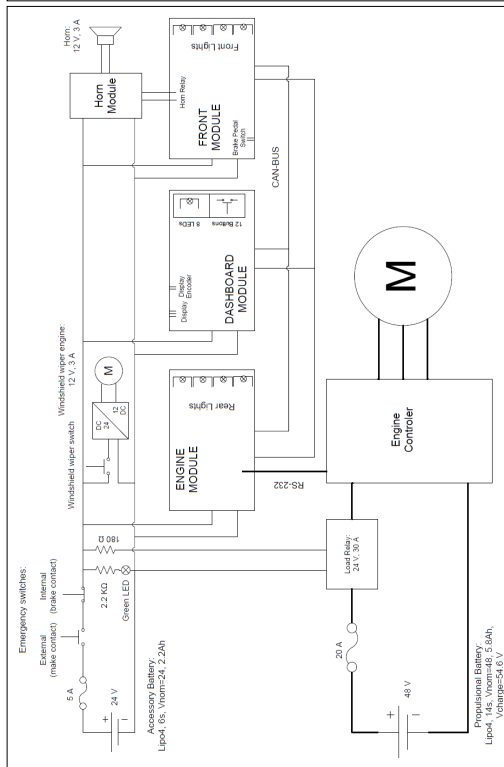 Emergency switches:
External
(make contact)
Internal
(brake contact)
5 A
24 V
Accessory Battery:
Lipo4, 6s, Vnom=24, 2.2Ah
2.2 KΩ
180 Ω
Green LED
Windshield wiper switch
Windshield wiper engine:
12 V, 3 A
DC
24
12
DC
M
Horn:
12 V, 3 A
Horn
Module
ENGINE
MODULE
Rear Lights
Display
Display
Encoder
8 LEDs
12 Buttons
DASHBOARD
MODULE
Horn Relay
Front Lights
FRONT
MODULE
Brake Pedal
Switch
CAN-BUS
RS-232
Load Relay:
24 V, 30 A
20 A
48 V
Propulsional Battery:
Lipo4, 14s, Vnom=48, 5.8Ah,
Vcharge=54.6 V
Engine
Controler
M